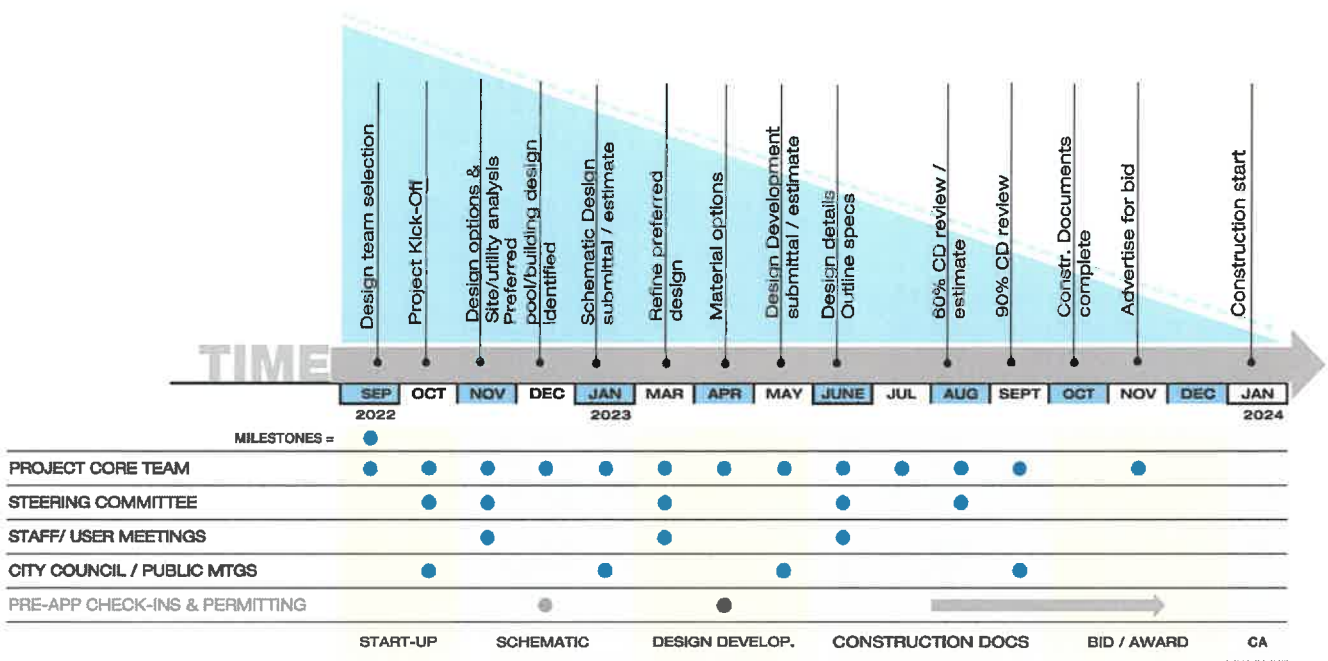 Design team selection
Project Kick-Off
Design options &
Site/utility analysis
Preferred
pool/building design
identified
Schematic Design
submittal / estimate
Refine preferred
design
Material options
Design Development
submittal / estimate
Design details
Outline specs
60% CD review /
estimate
90% CD review
Constr. Documents
complete
Advertise for bid
Construction start
TIME
SEP OCT NOV DEC JAN MAR APR MAY JUNE JUL AUG SEPT OCT NOV DEC JAN
2022 2023 2024
MILESTONES =
PROJECT CORE TEAM
STEERING COMMITTEE
STAFF/ USER MEETINGS
CITY COUNCIL / PUBLIC MTGS
PRE-APP CHECK-INS & PERMITTING
START-UP SCHEMATIC DESIGN DEVELOP. CONSTRUCTION DOCS BID / AWARD CA